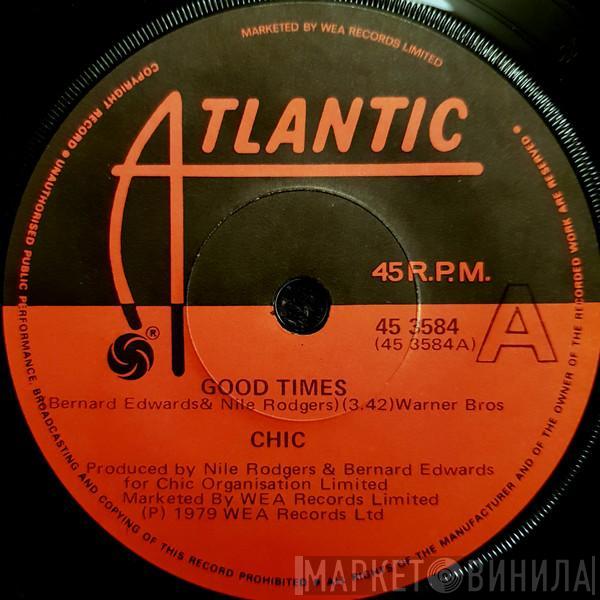 MARKETED BY WEA RECORDS LIMITED
COPYRIGHT RECORD ● UNAUTHORISED PUBLIC PERFORMANCE, BROADCASTING AND COPYING OF THIS RECORD PROHIBITED ● ALL RIGHTS OF THE MANUFACTURER AND OF THE OWNER OF THE RECORDED WORK ARE RESERVED ●
ATLANTIC
45 R.P.M.
45 3584
(45 3584A)
A
®
GOOD TIMES
(Bernard Edwards& Nile Rodgers)(3.42)Warner Bros
CHIC
Produced by Nile Rodgers & Bernard Edwards
for Chic Organisation Limited
Marketed By WEA Records Limited
(P) 1979 WEA Records Ltd
МАРКЕТ ВИНИЛА